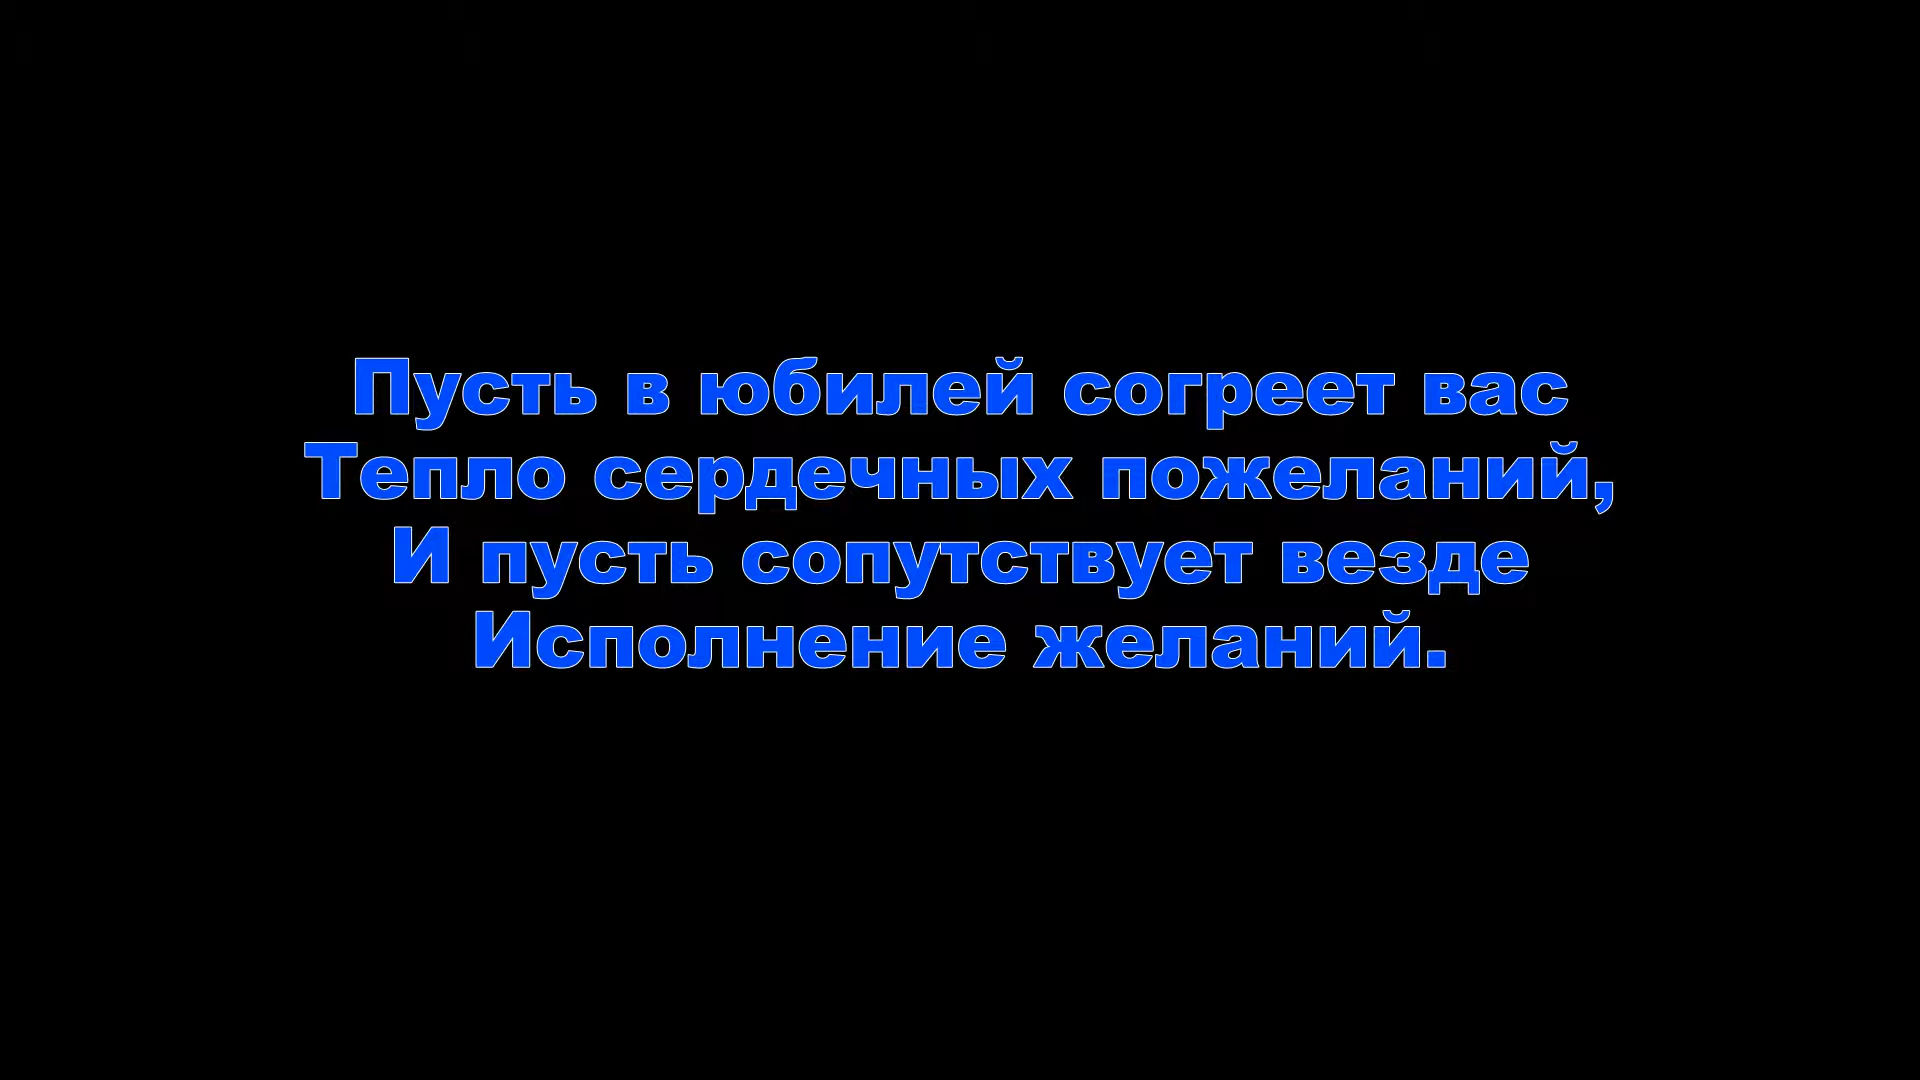 Пусть в юбилей согреет вас
Тепло сердечных пожеланий,
И пусть сопутствует везде
Исполнение желаний.